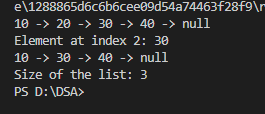 e\1288865d6c6b6cee09d54a74463f28f9\r
10 -> 20 -> 30 -> 40 -> null
Element at index 2: 30
10 -> 30 -> 40 -> null
Size of the list: 3
PS D:\DSA>